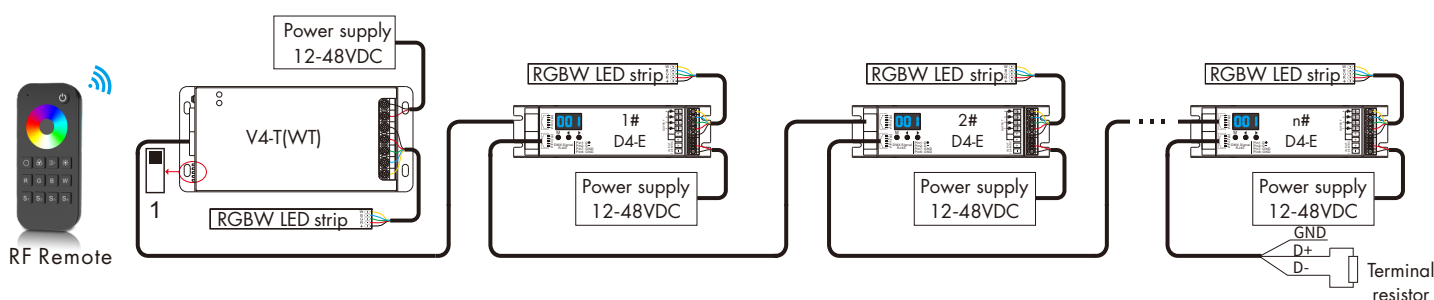 Power supply
12-48VDC
V4-T(WT)
1
RGBW LED strip
RF Remote
R G B W
RGBW LED strip
001
1#
D4-E
Power supply
12-48VDC
RGBW LED strip
001
2#
D4-E
Power supply
12-48VDC
RGBW LED strip
001
n#
D4-E
Power supply
12-48VDC
GND
D+
D-
Terminal
resistor